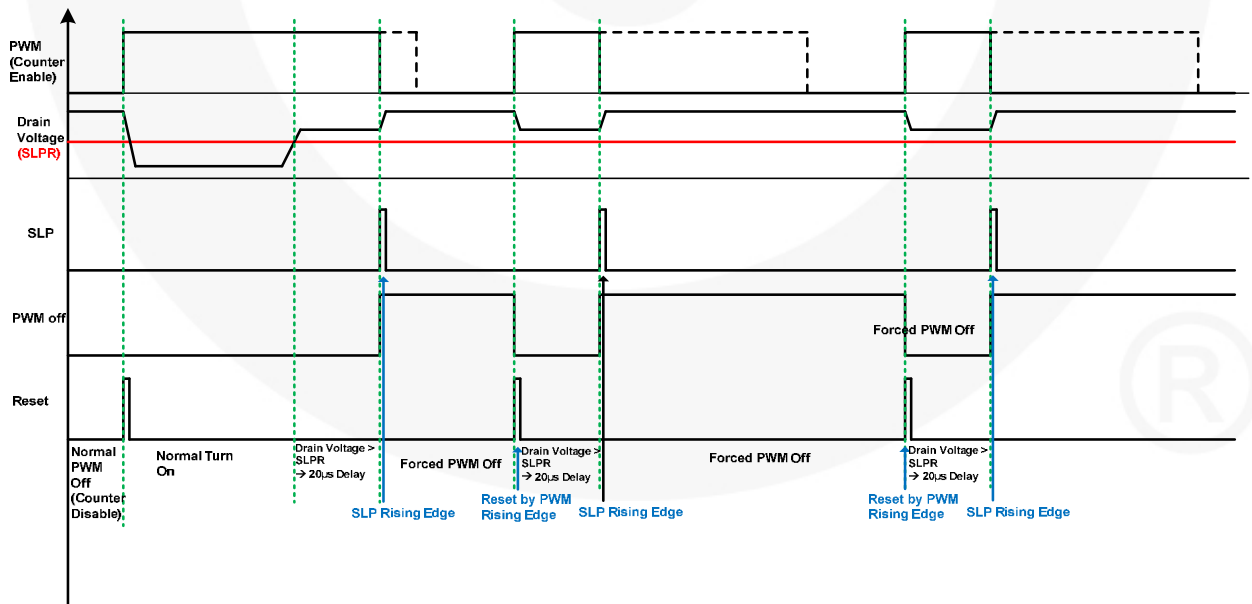 PWM
(Counter
Enable)
Drain
Voltage
(SLPR)
SLP
PWM off
Forced PWM Off
Reset
Normal
PWM
Off
(Counter
Disable)
Normal Turn
On
Drain Voltage >
SLPR
→ 20µs Delay
Forced PWM Off
Drain Voltage >
SLPR
→ 20µs Delay
Forced PWM Off
Drain Voltage >
SLPR
→ 20µs Delay
SLP Rising Edge
Reset by PWM
Rising Edge
SLP Rising Edge
Reset by PWM
Rising Edge
SLP Rising Edge
®